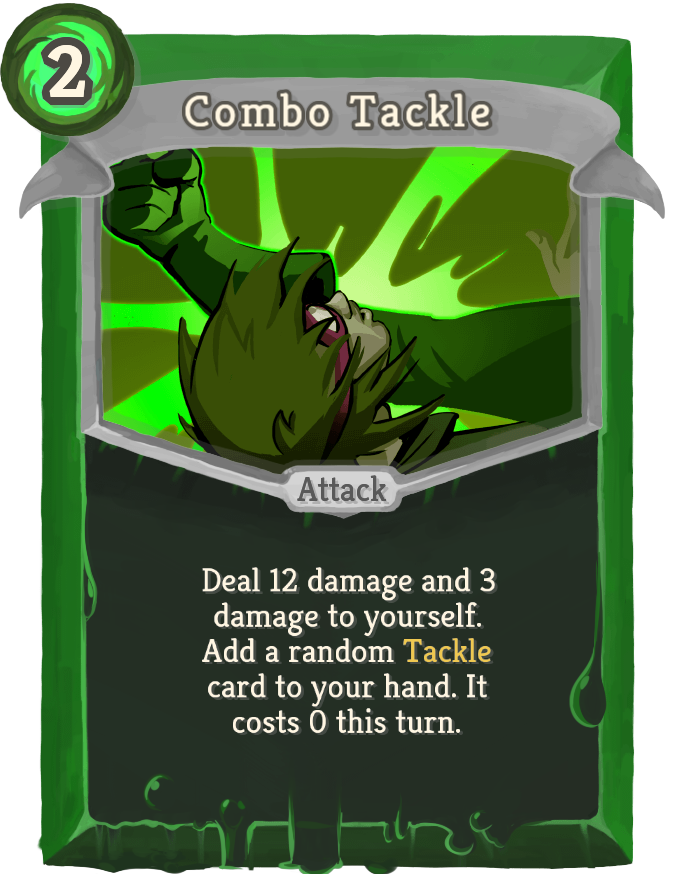 2
Combo Tackle
Attack
Deal 12 damage and 3
damage to yourself.
Add a random Tackle
card to your hand. It
costs 0 this turn.